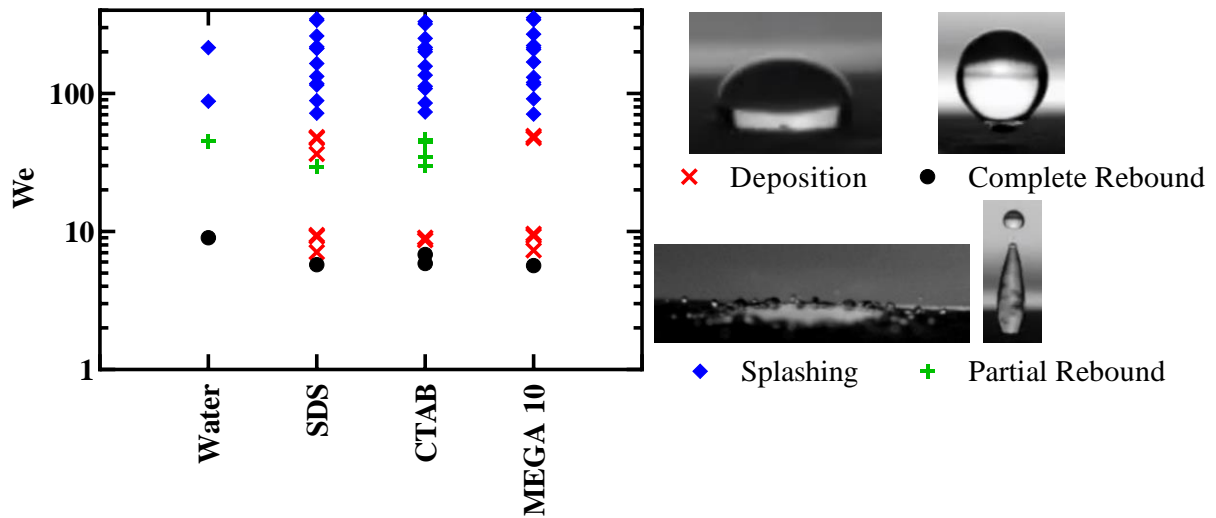 We
100
10
1
Water
SDS
CTAB
MEGA 10
Deposition
Complete Rebound
Splashing
Partial Rebound